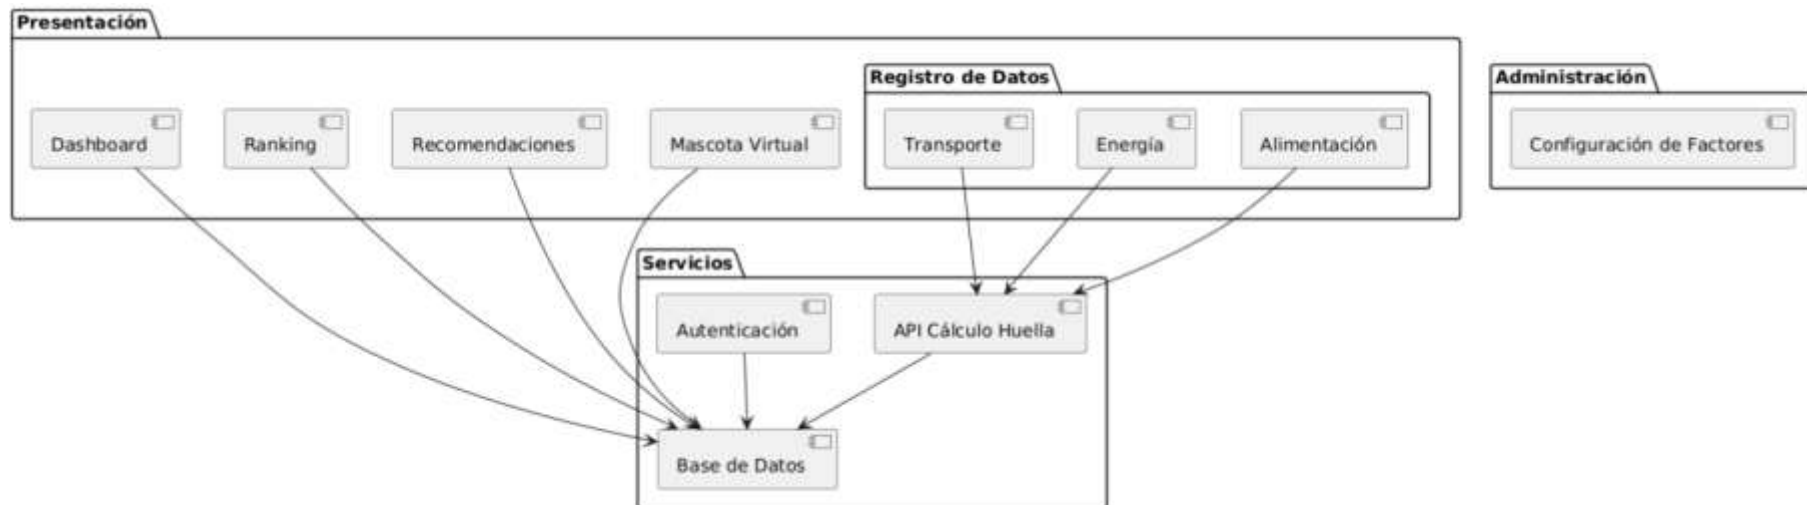 Presentación
Registro de Datos
Administración
Dashboard
Ranking
Recomendaciones
Mascota Virtual
Transporte
Energía
Alimentación
Configuración de Factores
Servicios
Autenticación
API Cálculo Huella
Base de Datos